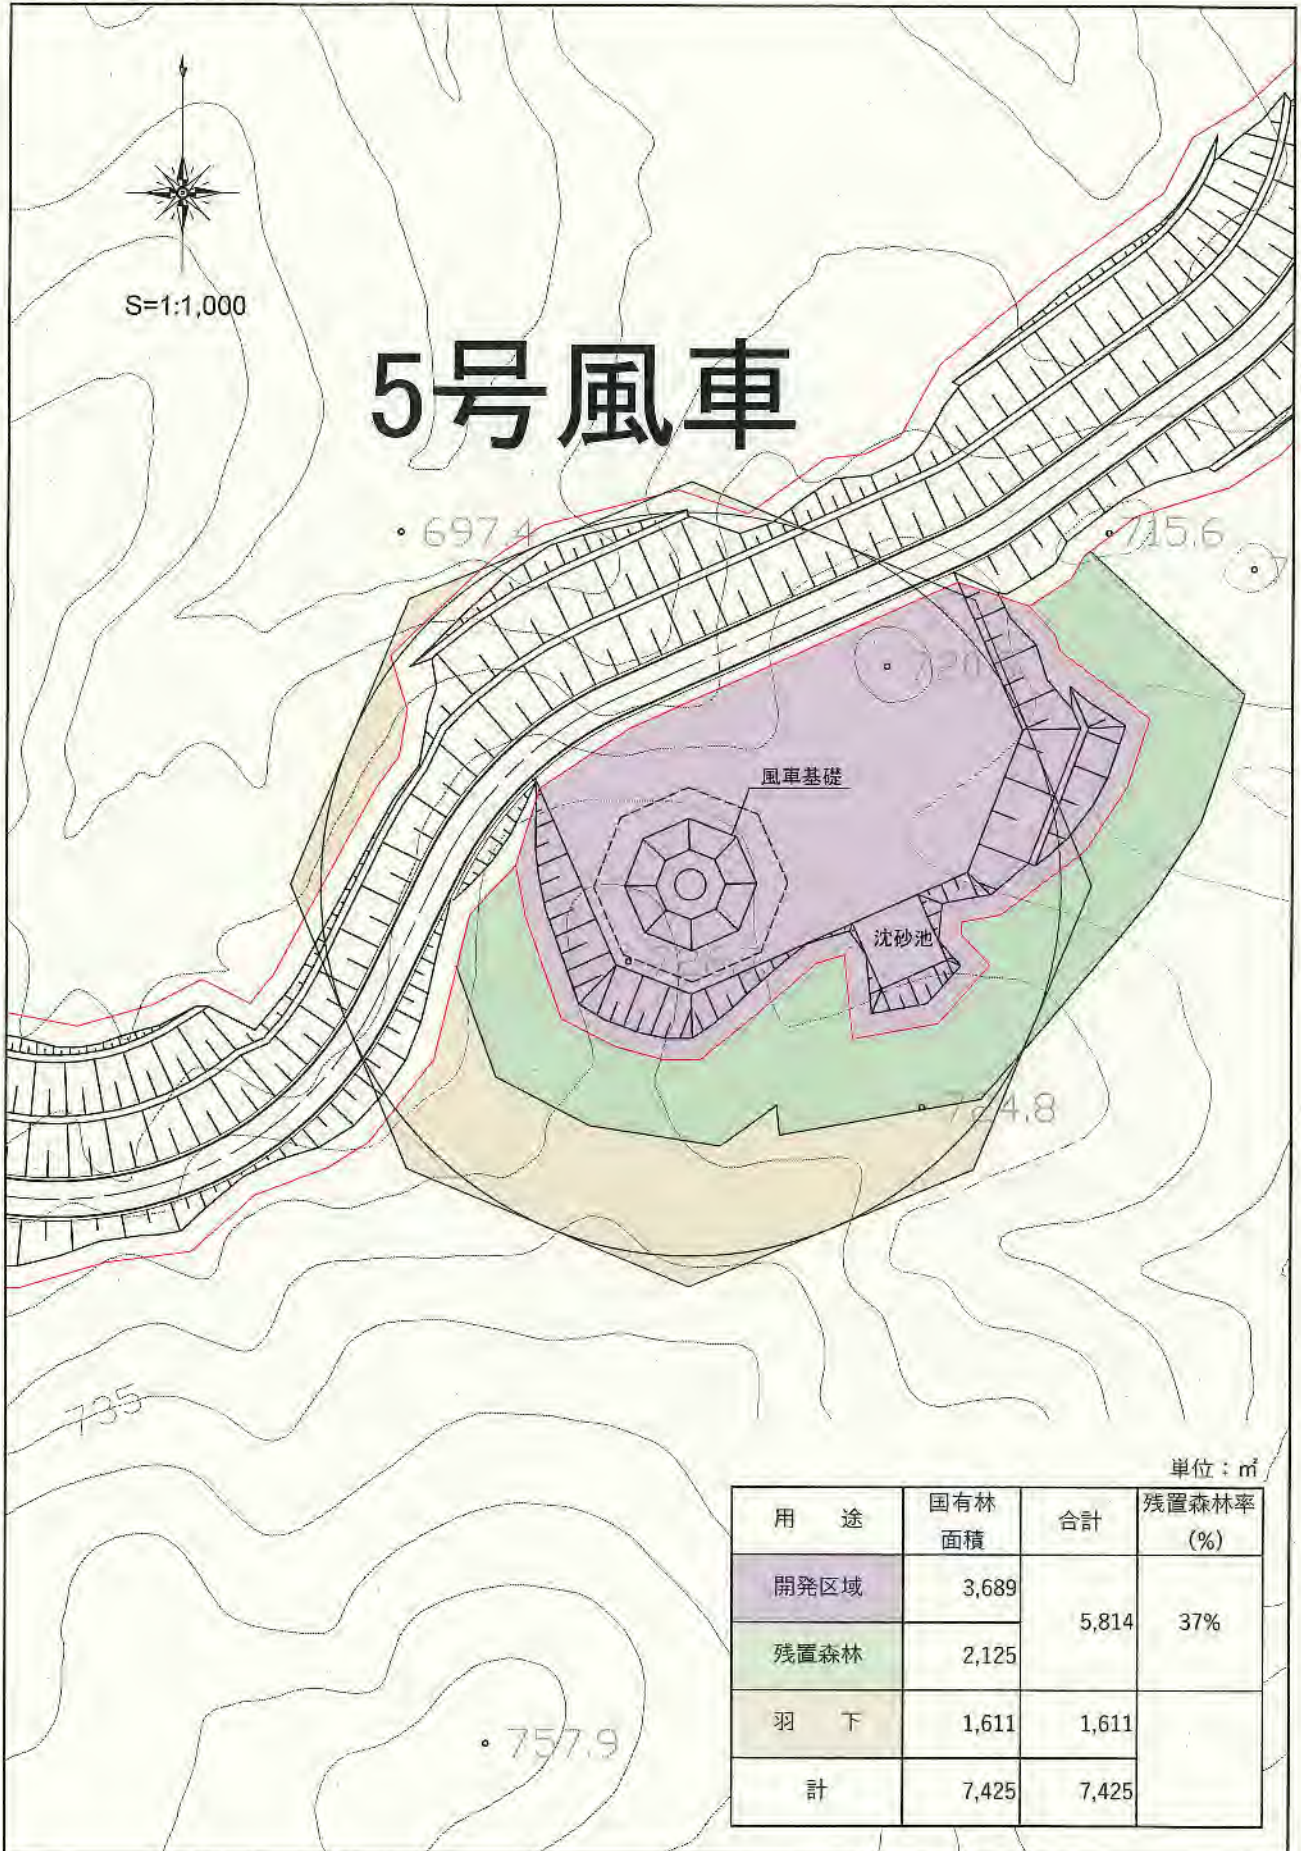 S=1:1,000
5号風車
697.4
715.6
風車基礎
沈砂池
724.8
735
757.9
単位:㎡
用 途 国有林面積 合計 残置森林率(%)
開発区域 3,689 5,814 37%
残置森林 2,125
羽 下 1,611 1,611
計 7,425 7,425